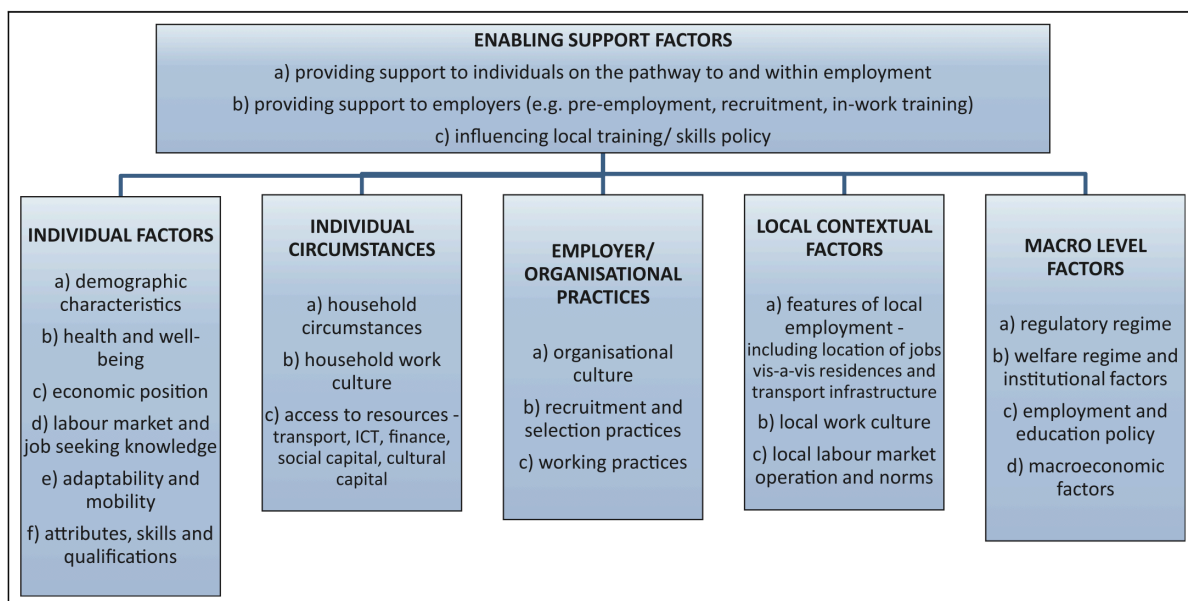 ENABLING SUPPORT FACTORS
a) providing support to individuals on the pathway to and within employment
b) providing support to employers (e.g. pre-employment, recruitment, in-work training)
c) influencing local training/ skills policy
INDIVIDUAL FACTORS
a) demographic
characteristics
b) health and well-
being
c) economic position
d) labour market and
job seeking knowledge
e) adaptability and
mobility
f) attributes, skills and
qualifications
INDIVIDUAL
CIRCUMSTANCES
a) household
circumstances
b) household work
culture
c) access to resources -
transport, ICT, finance,
social capital, cultural
capital
EMPLOYER/
ORGANISATIONAL
PRACTICES
a) organisational
culture
b) recruitment and
selection practices
c) working practices
LOCAL CONTEXTUAL
FACTORS
a) features of local
employment -
including location of jobs
vis-a-vis residences and
transport infrastructure
b) local work culture
c) local labour market
operation and norms
MACRO LEVEL
FACTORS
a) regulatory regime
b) welfare regime and
institutional factors
c) employment and
education policy
d) macroeconomic
factors